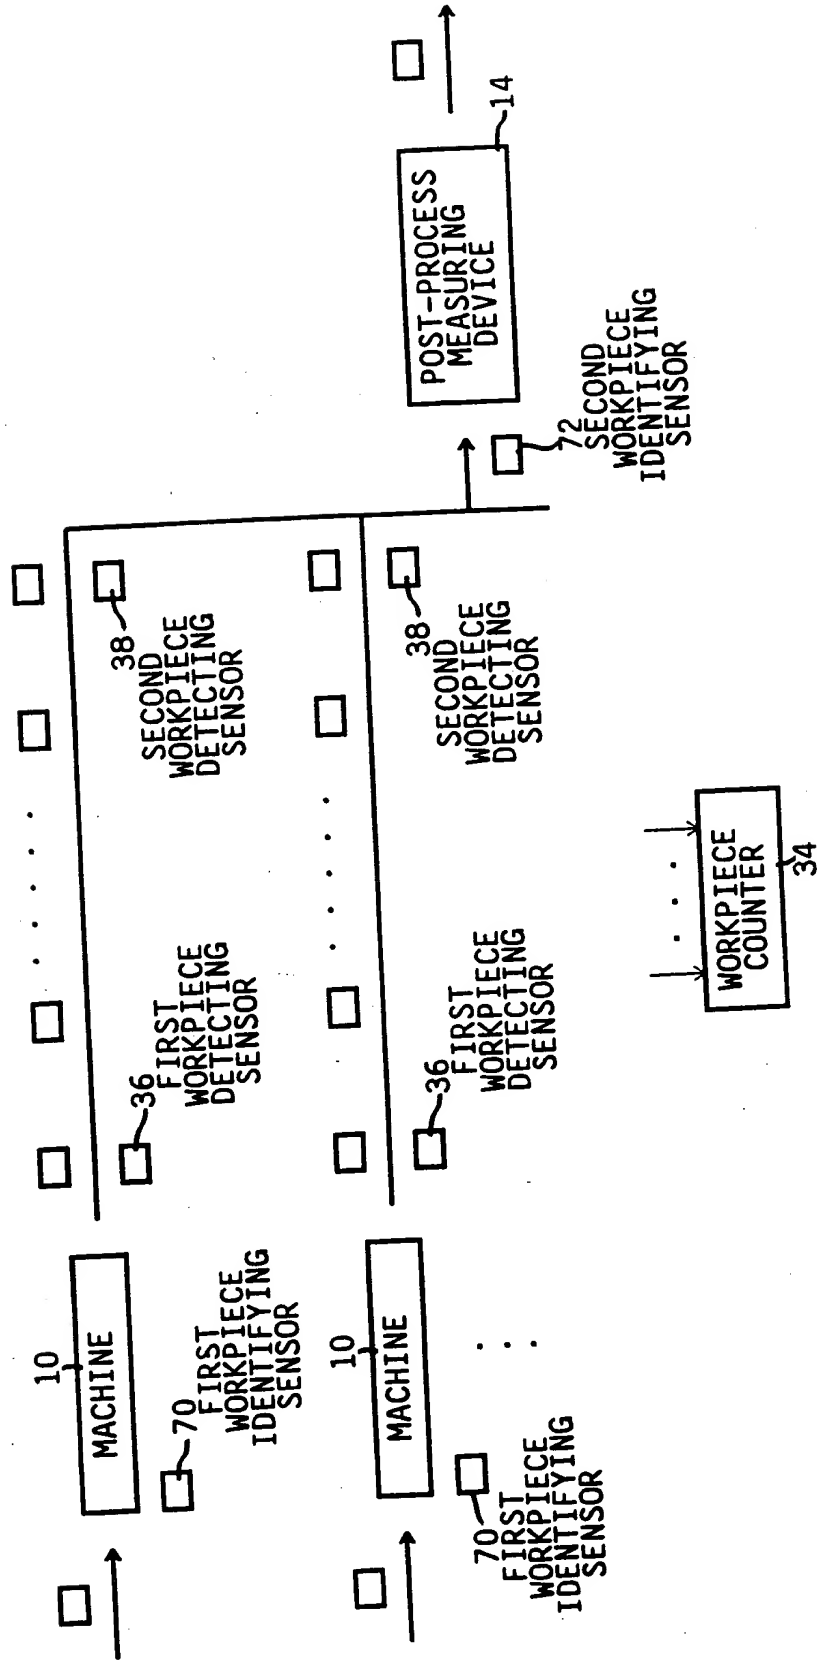 10
MACHINE
70
FIRST
WORKPIECE
IDENTIFYING
SENSOR
36
FIRST
WORKPIECE
DETECTING
SENSOR
38
SECOND
WORKPIECE
DETECTING
SENSOR
10
MACHINE
70
FIRST
WORKPIECE
IDENTIFYING
SENSOR
36
FIRST
WORKPIECE
DETECTING
SENSOR
38
SECOND
WORKPIECE
DETECTING
SENSOR
72
SECOND
WORKPIECE
IDENTIFYING
SENSOR
POST-PROCESS
MEASURING
DEVICE
14
WORKPIECE
COUNTER
34